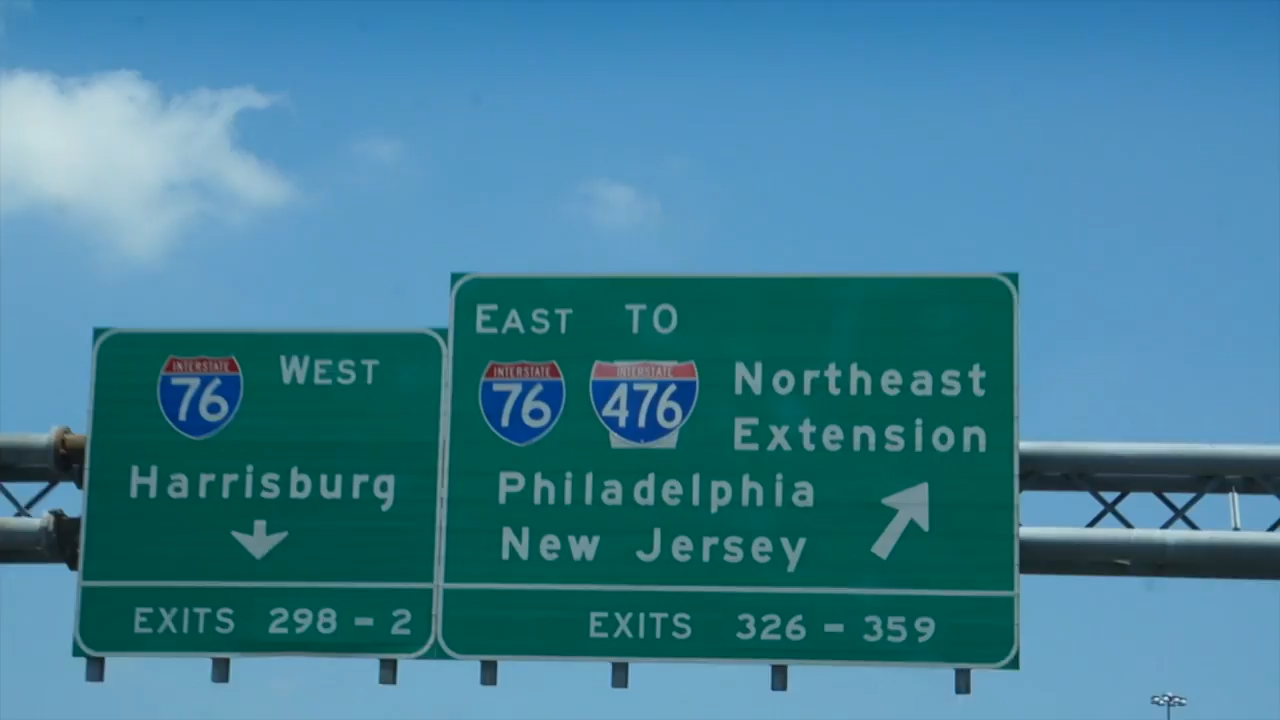 INTERSTATE
76
WEST
Harrisburg
EXITS 298 - 2
EAST TO
INTERSTATE
76
INTERSTATE
476
Northeast
Extension
Philadelphia
New Jersey
EXITS 326 - 359